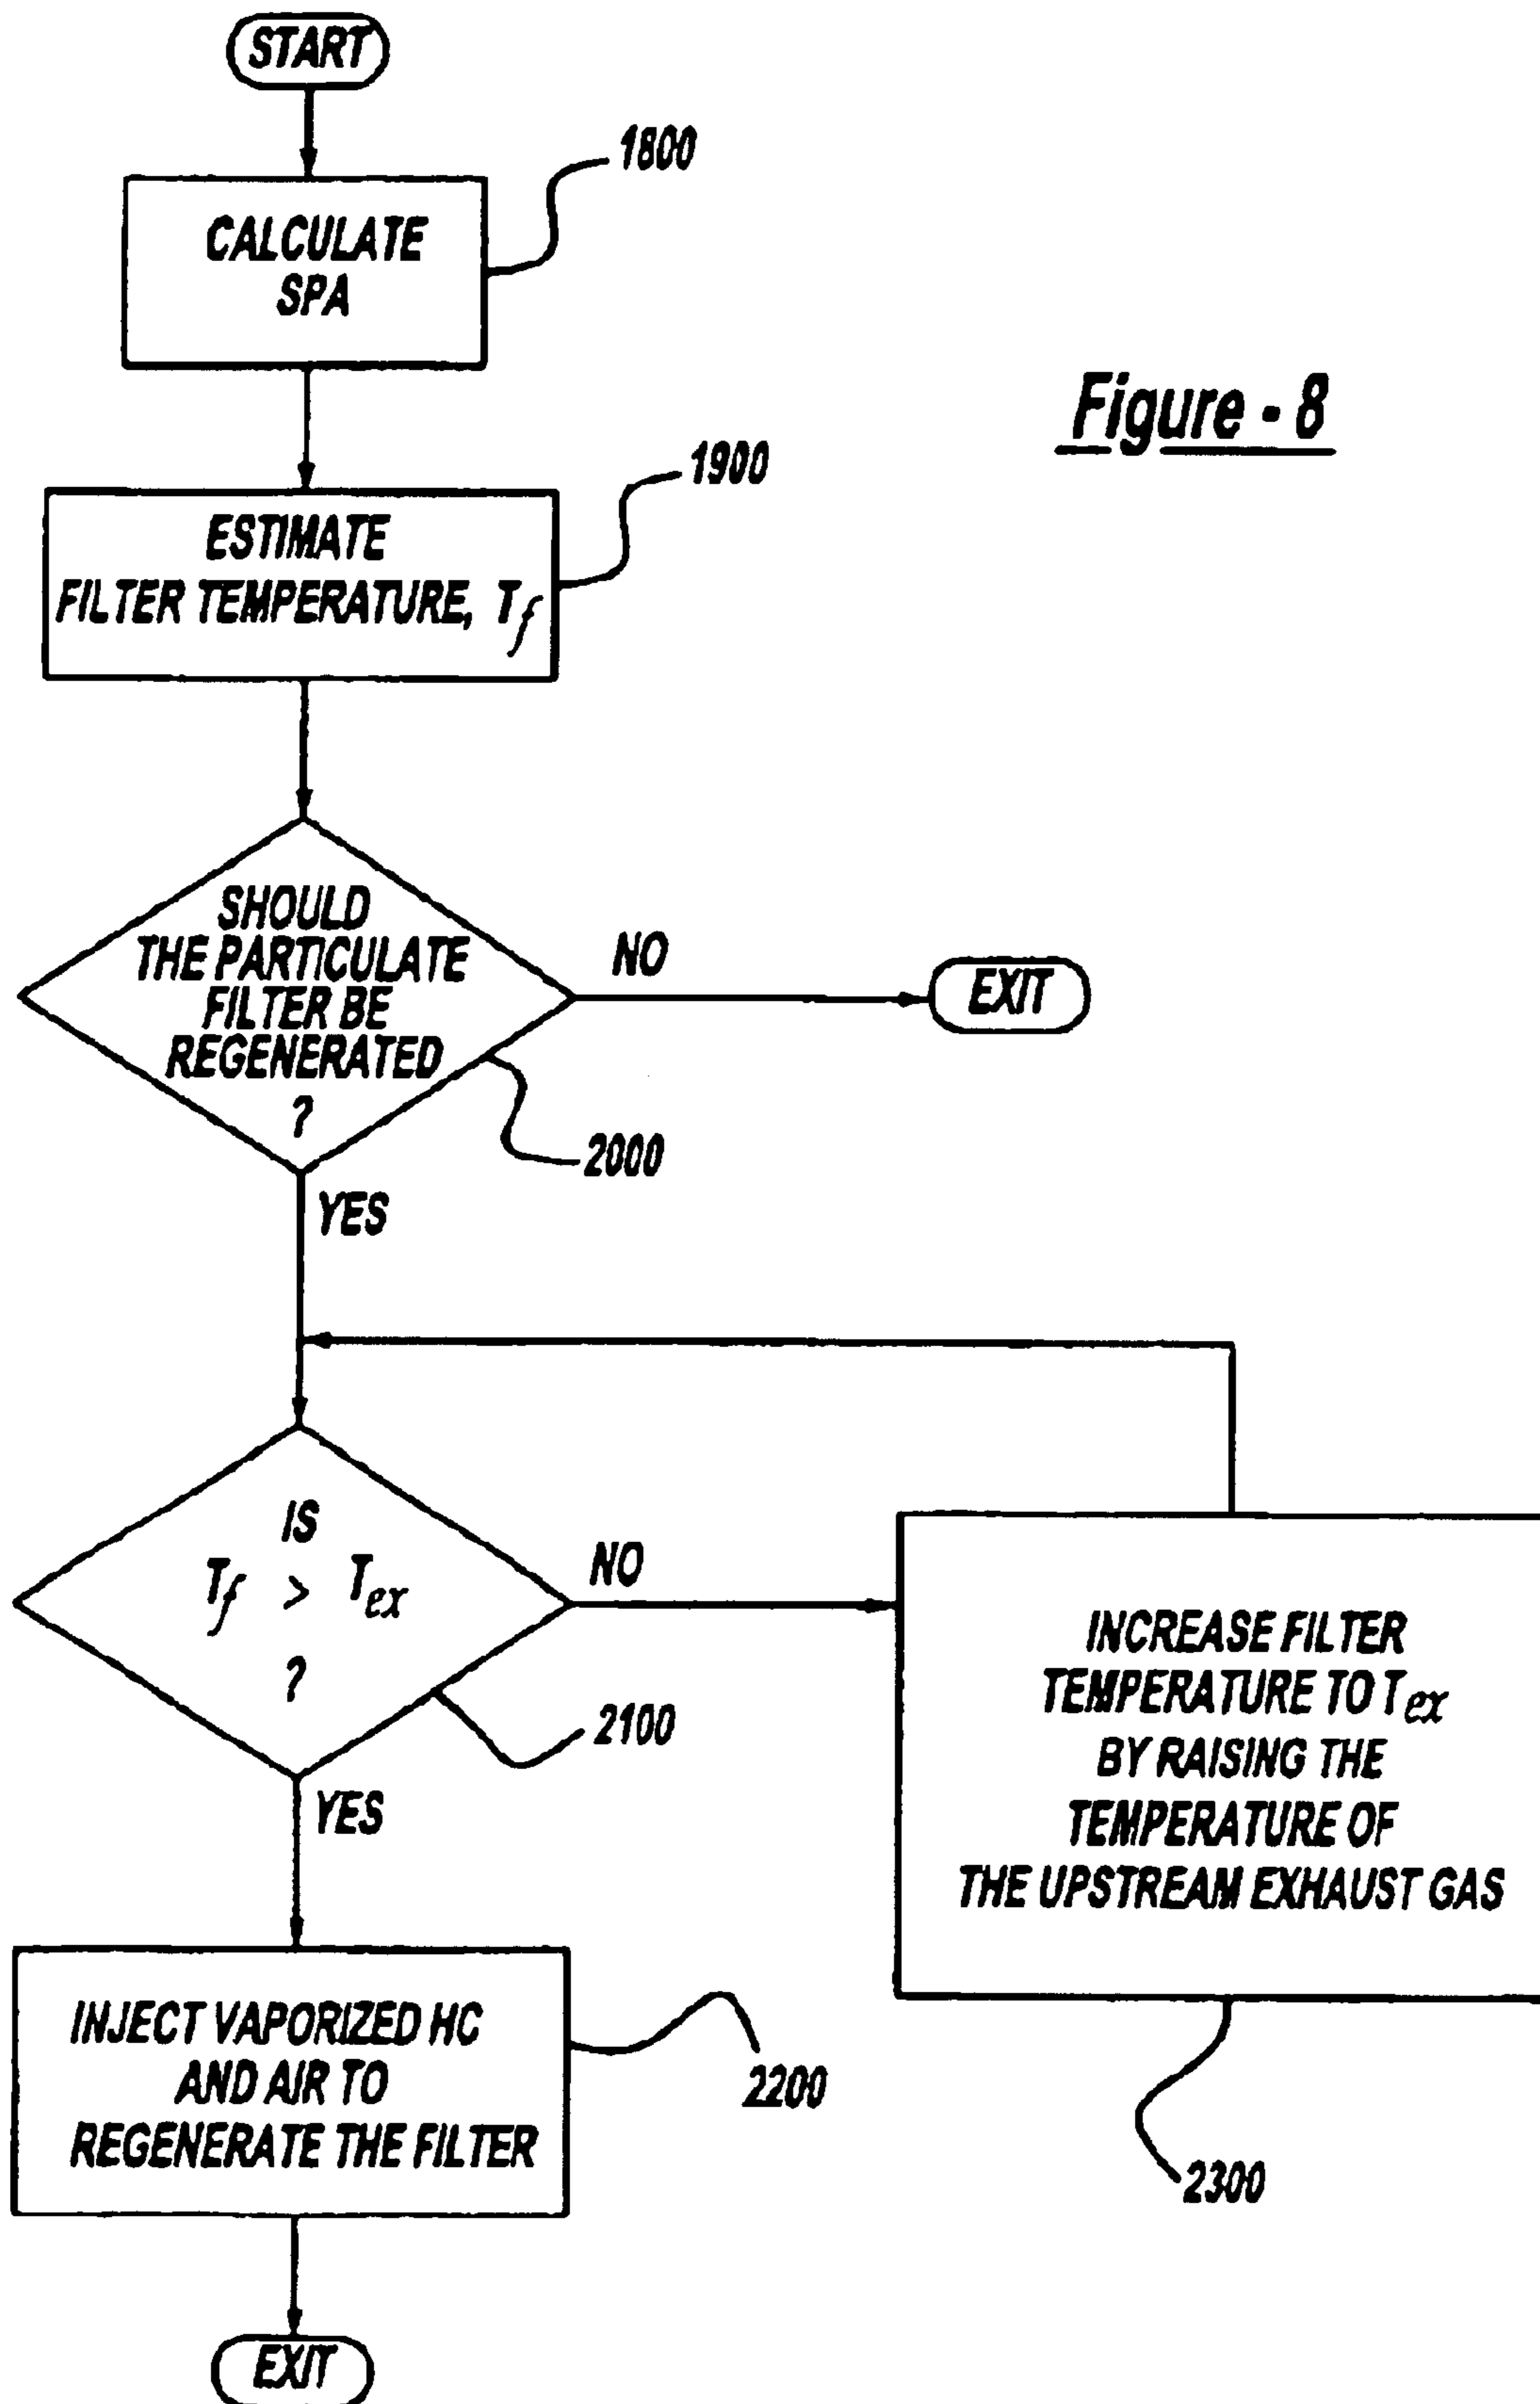 START
1800
CALCULATE
SPA
Figure - 8
1900
ESTIMATE
FILTER TEMPERATURE, Tf
SHOULD
THE PARTICULATE
FILTER BE
REGENERATED
?
NO
EXIT
2000
YES
IS
Tf > Tex
?
NO
2100
YES
INCREASE FILTER
TEMPERATURE TO Tex
BY RAISING THE
TEMPERATURE OF
THE UPSTREAM EXHAUST GAS
INJECT VAPORIZED HC
AND AIR TO
REGENERATE THE FILTER
2200
2300
EXIT